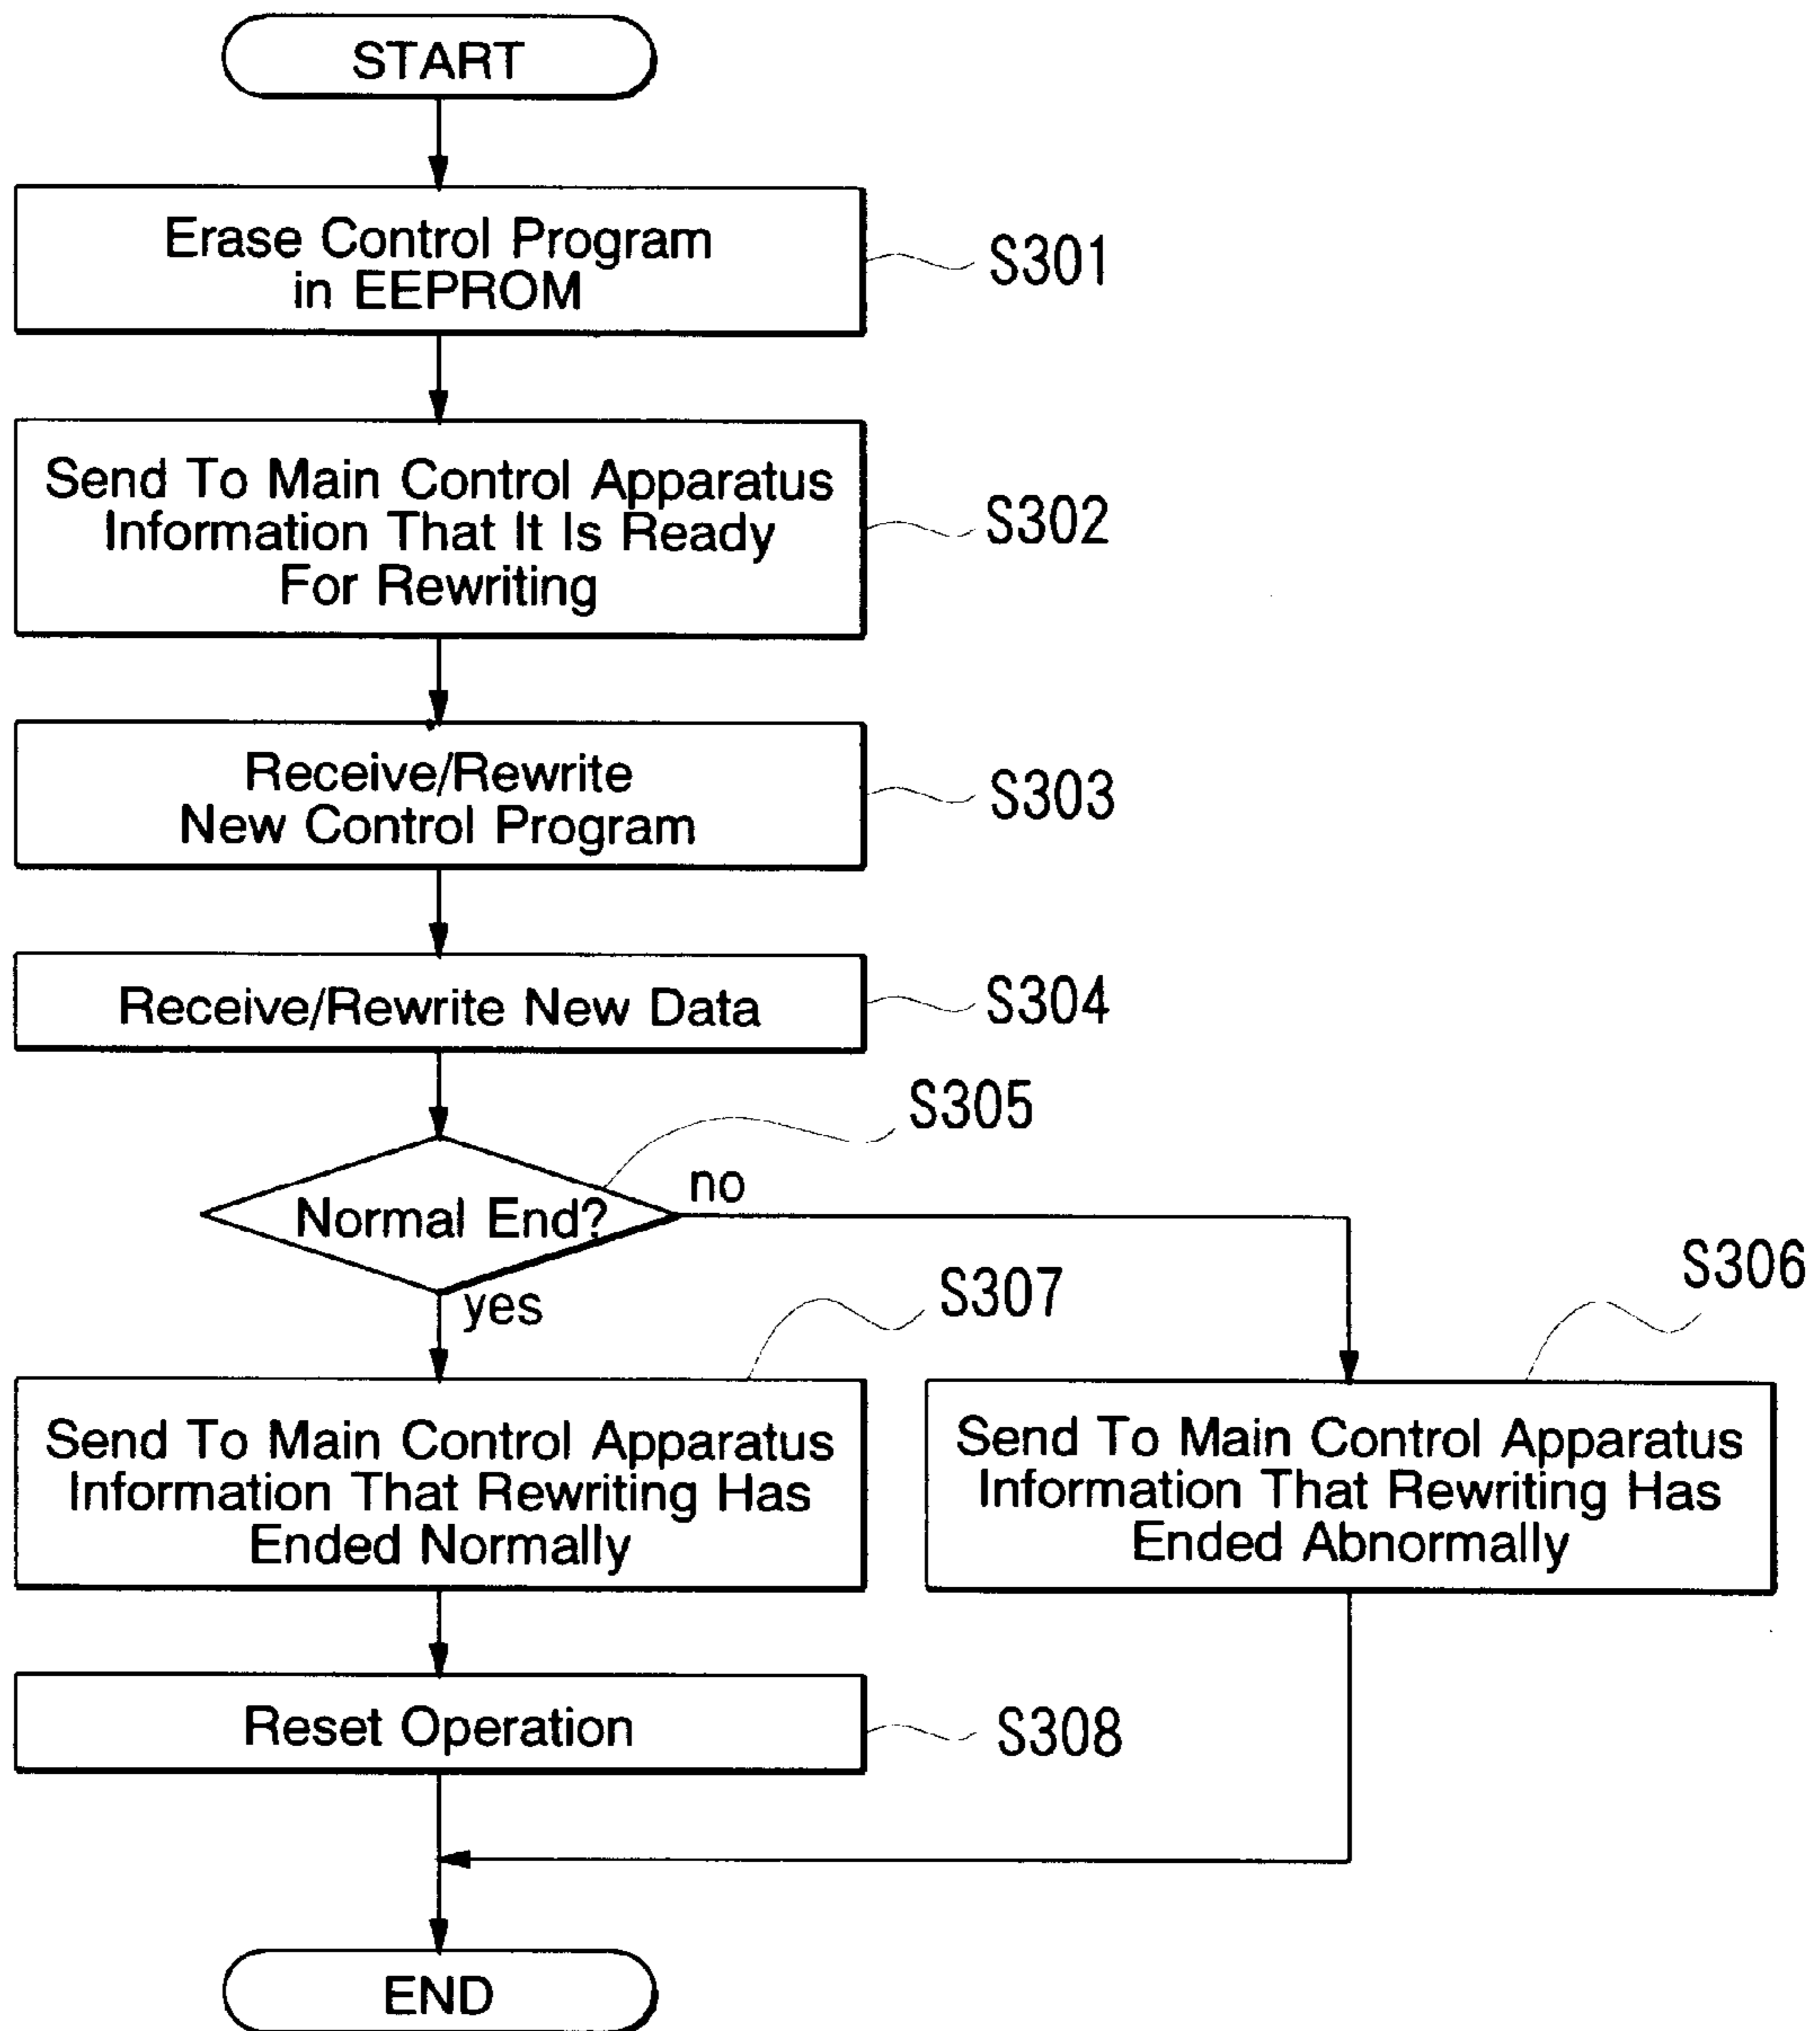 START
Erase Control Program
in EEPROM
S301
Send To Main Control Apparatus
Information That It Is Ready
For Rewriting
S302
Receive/Rewrite
New Control Program
S303
Receive/Rewrite New Data
S304
S305
Normal End?
no
yes
S307
S306
Send To Main Control Apparatus
Information That Rewriting Has
Ended Normally
Send To Main Control Apparatus
Information That Rewriting Has
Ended Abnormally
Reset Operation
S308
END